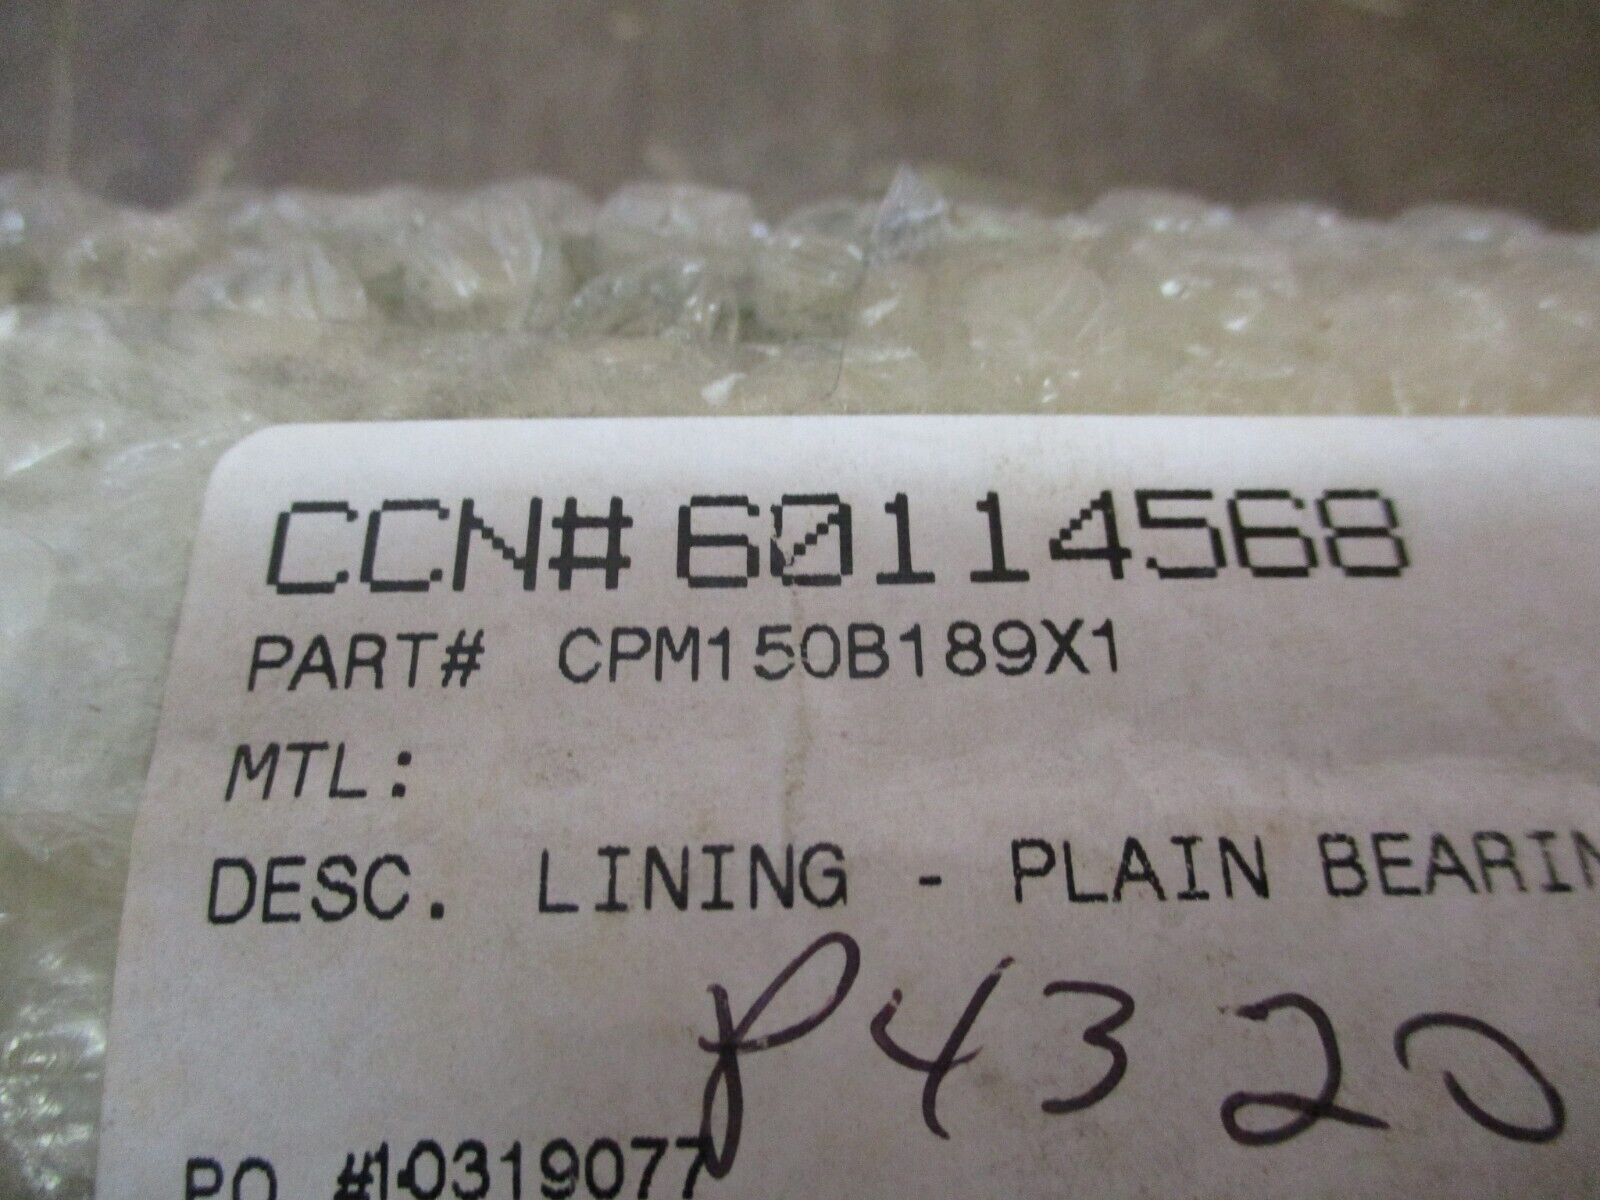 CCN# 60114568
PART# CPM150B189X1
MTL:
DESC. LINING - PLAIN BEARIN
P4320
PO #10319077